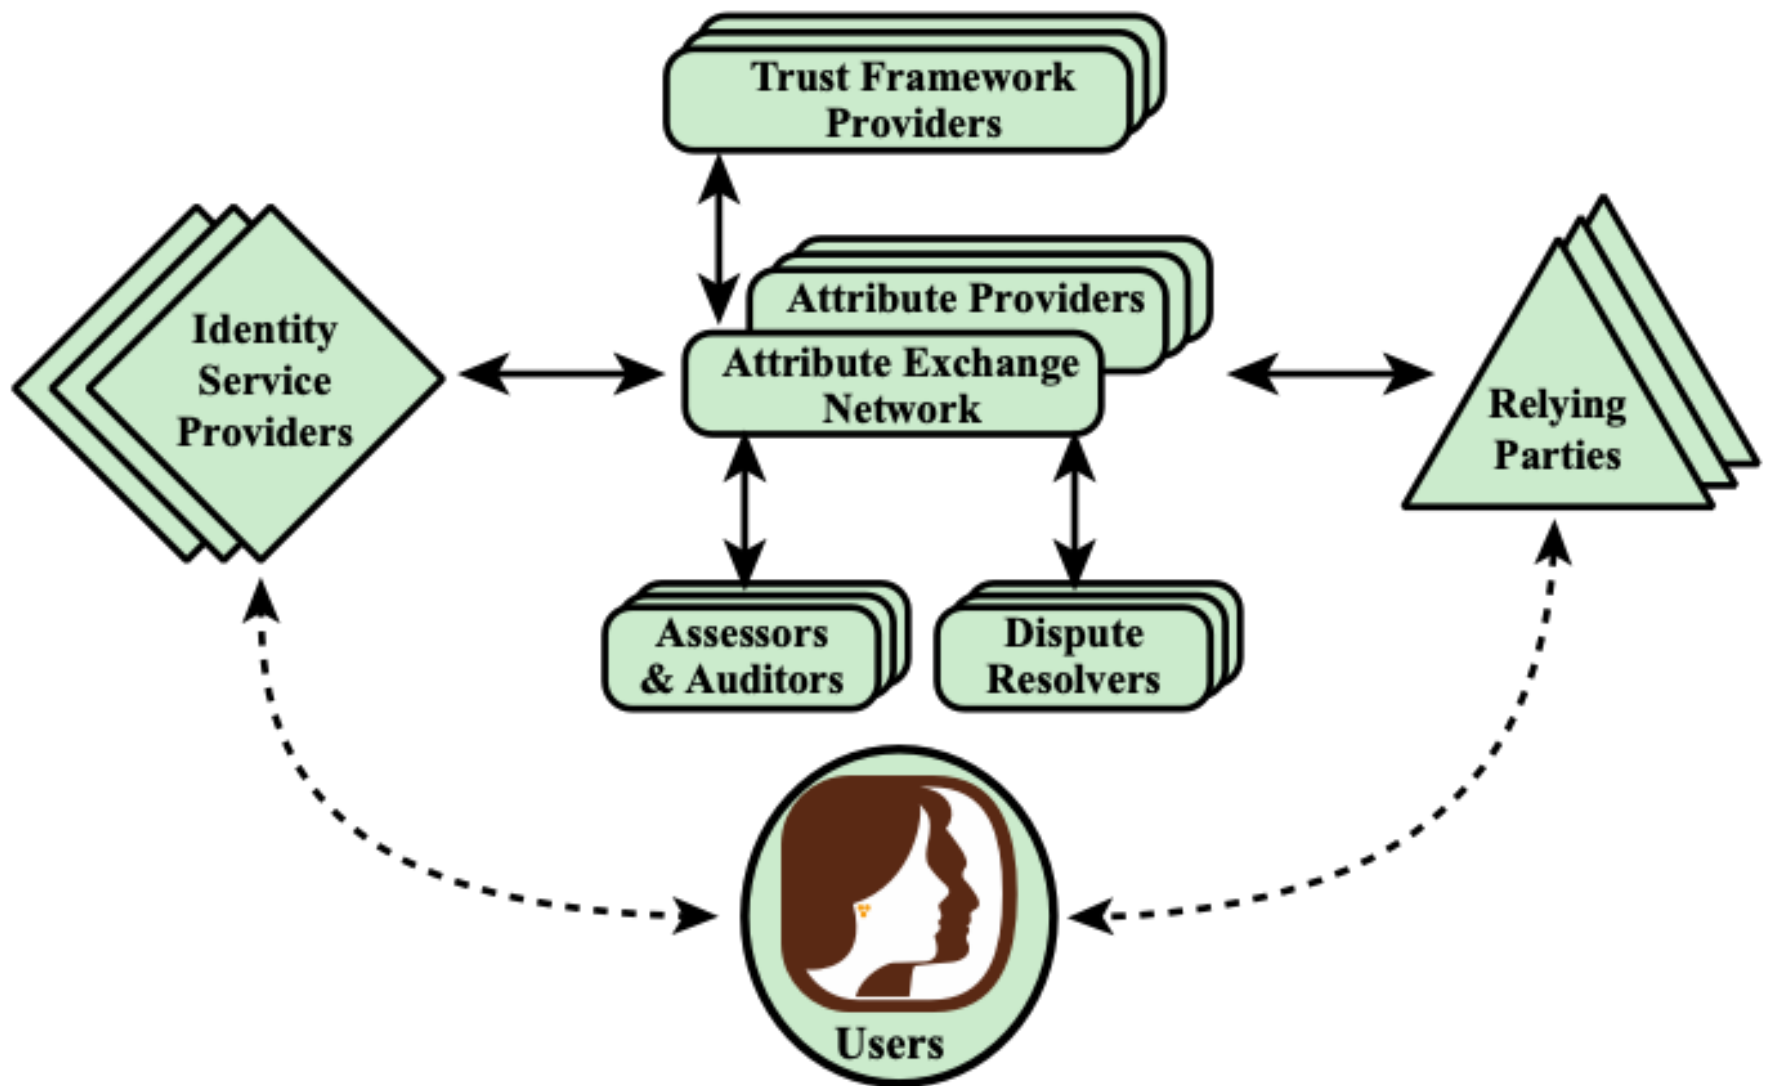 Trust Framework
Providers
Attribute Providers
Attribute Exchange
Network
Identity
Service
Providers
Relying
Parties
Assessors
& Auditors
Dispute
Resolvers
Users